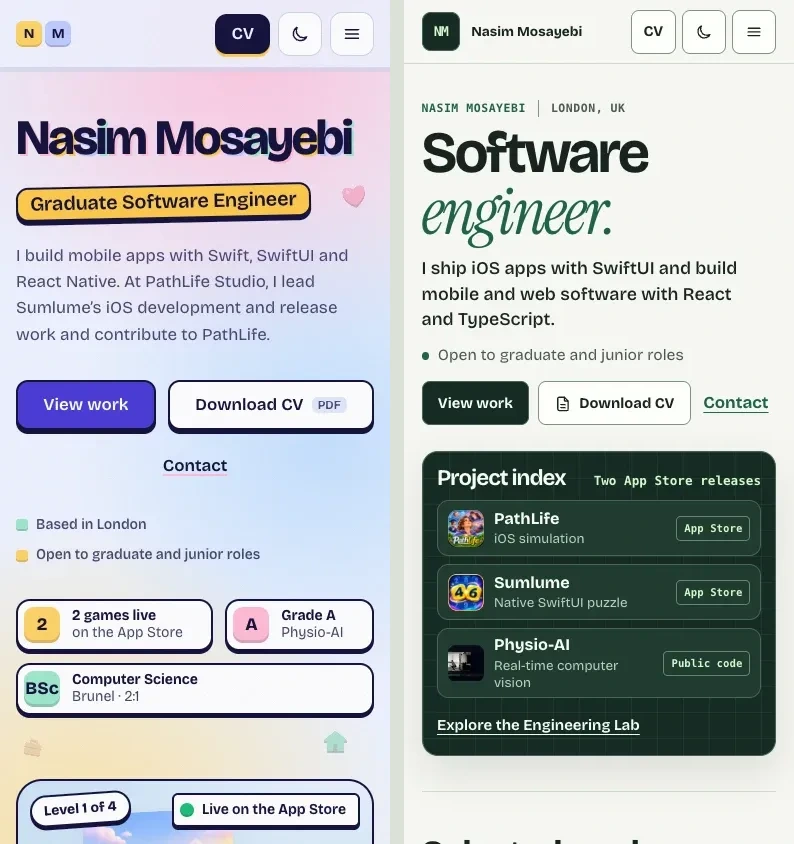 N M
CV
Nasim Mosayebi
Graduate Software Engineer
I build mobile apps with Swift, SwiftUI and
React Native. At PathLife Studio, I lead
Sumlume's iOS development and release
work and contribute to PathLife.
View work
Download CV PDF
Contact
Based in London
Open to graduate and junior roles
2
2 games live
on the App Store
A
Grade A
Physio-AI
BSc
Computer Science
Brunel · 2:1
Level 1 of 4
Live on the App Store
NM
Nasim Mosayebi
CV
NASIM MOSAYEBI
LONDON, UK
Software
engineer.
I ship iOS apps with SwiftUI and build
mobile and web software with React
and TypeScript.
Open to graduate and junior roles
View work
Download CV
Contact
Project index
Two App Store releases
PathLife
PathLife
iOS simulation
App Store
46
Sumlume
Native SwiftUI puzzle
App Store
Physio-AI
Real-time computer
vision
Public code
Explore the Engineering Lab